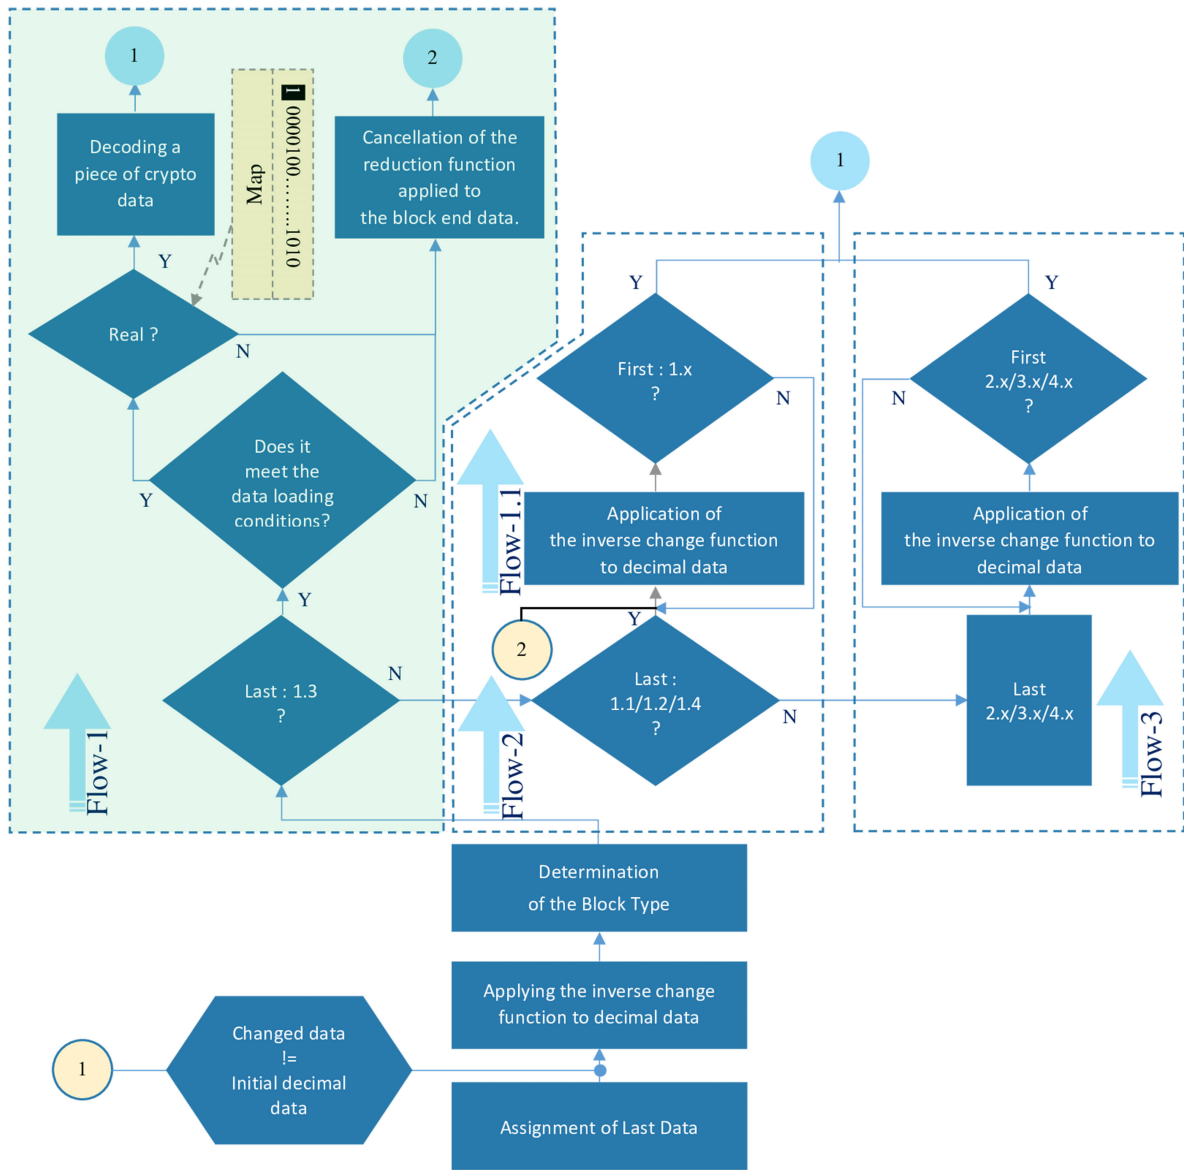 1
2
Decoding a
piece of crypto
data
Map
1 0000100.........1010
Cancellation of the
reduction function
applied to
the block end data.
1
Y
N
Real ?
N
Y
First : 1.x
?
N
Y
First
2.x/3.x/4.x
?
N
Does it
meet the
data loading
conditions?
Y
N
Flow-1.1
Application of
the inverse change function
to decimal data
Application of
the inverse change function to
decimal data
Y
Y
2
Last : 1.3
?
N
Last :
1.1/1.2/1.4
?
N
Last
2.x/3.x/4.x
Flow-1
Flow-2
Flow-3
Determination
of the Block Type
Applying the inverse change
function to decimal data
1
Changed data
!=
Initial decimal
data
Assignment of Last Data